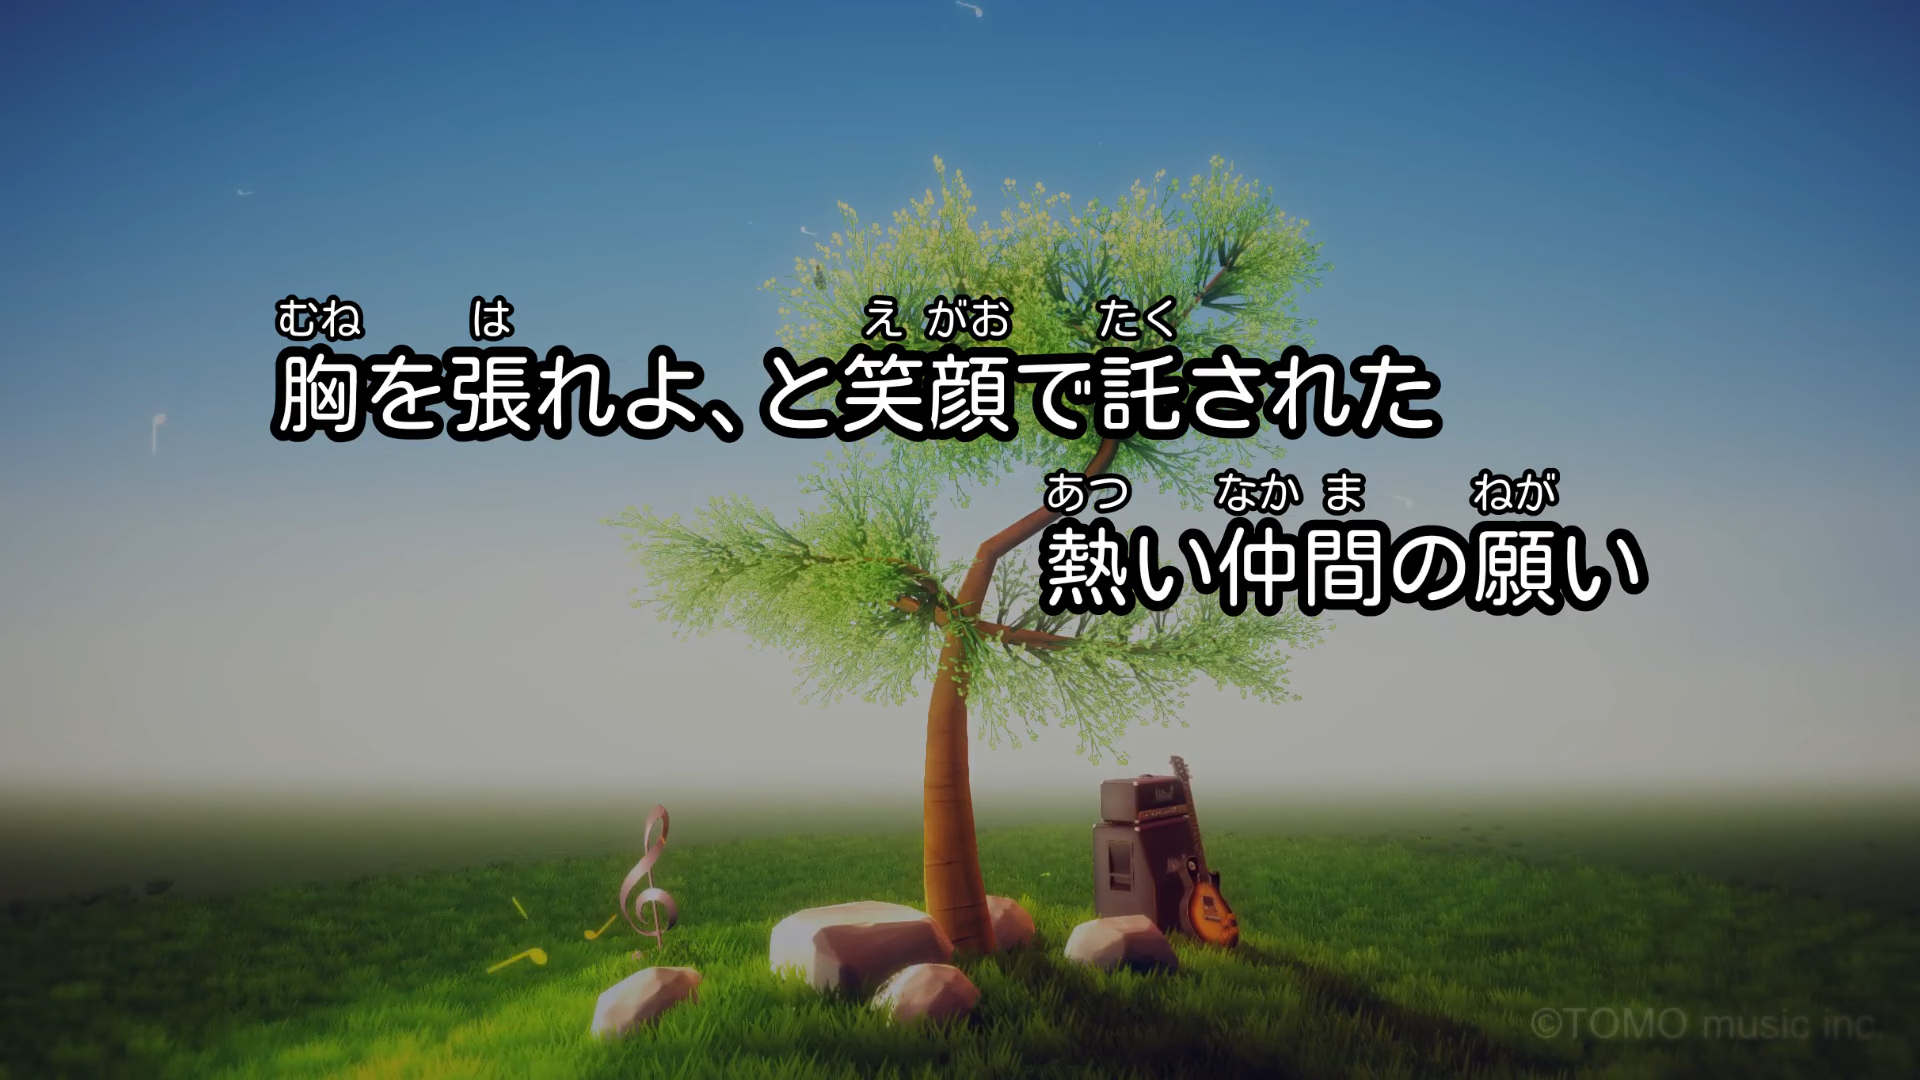 むね は え がお たく
胸を張れよ、と笑顔で託された
あつ なか ま ねが
熱い仲間の願い
©TOMO music inc